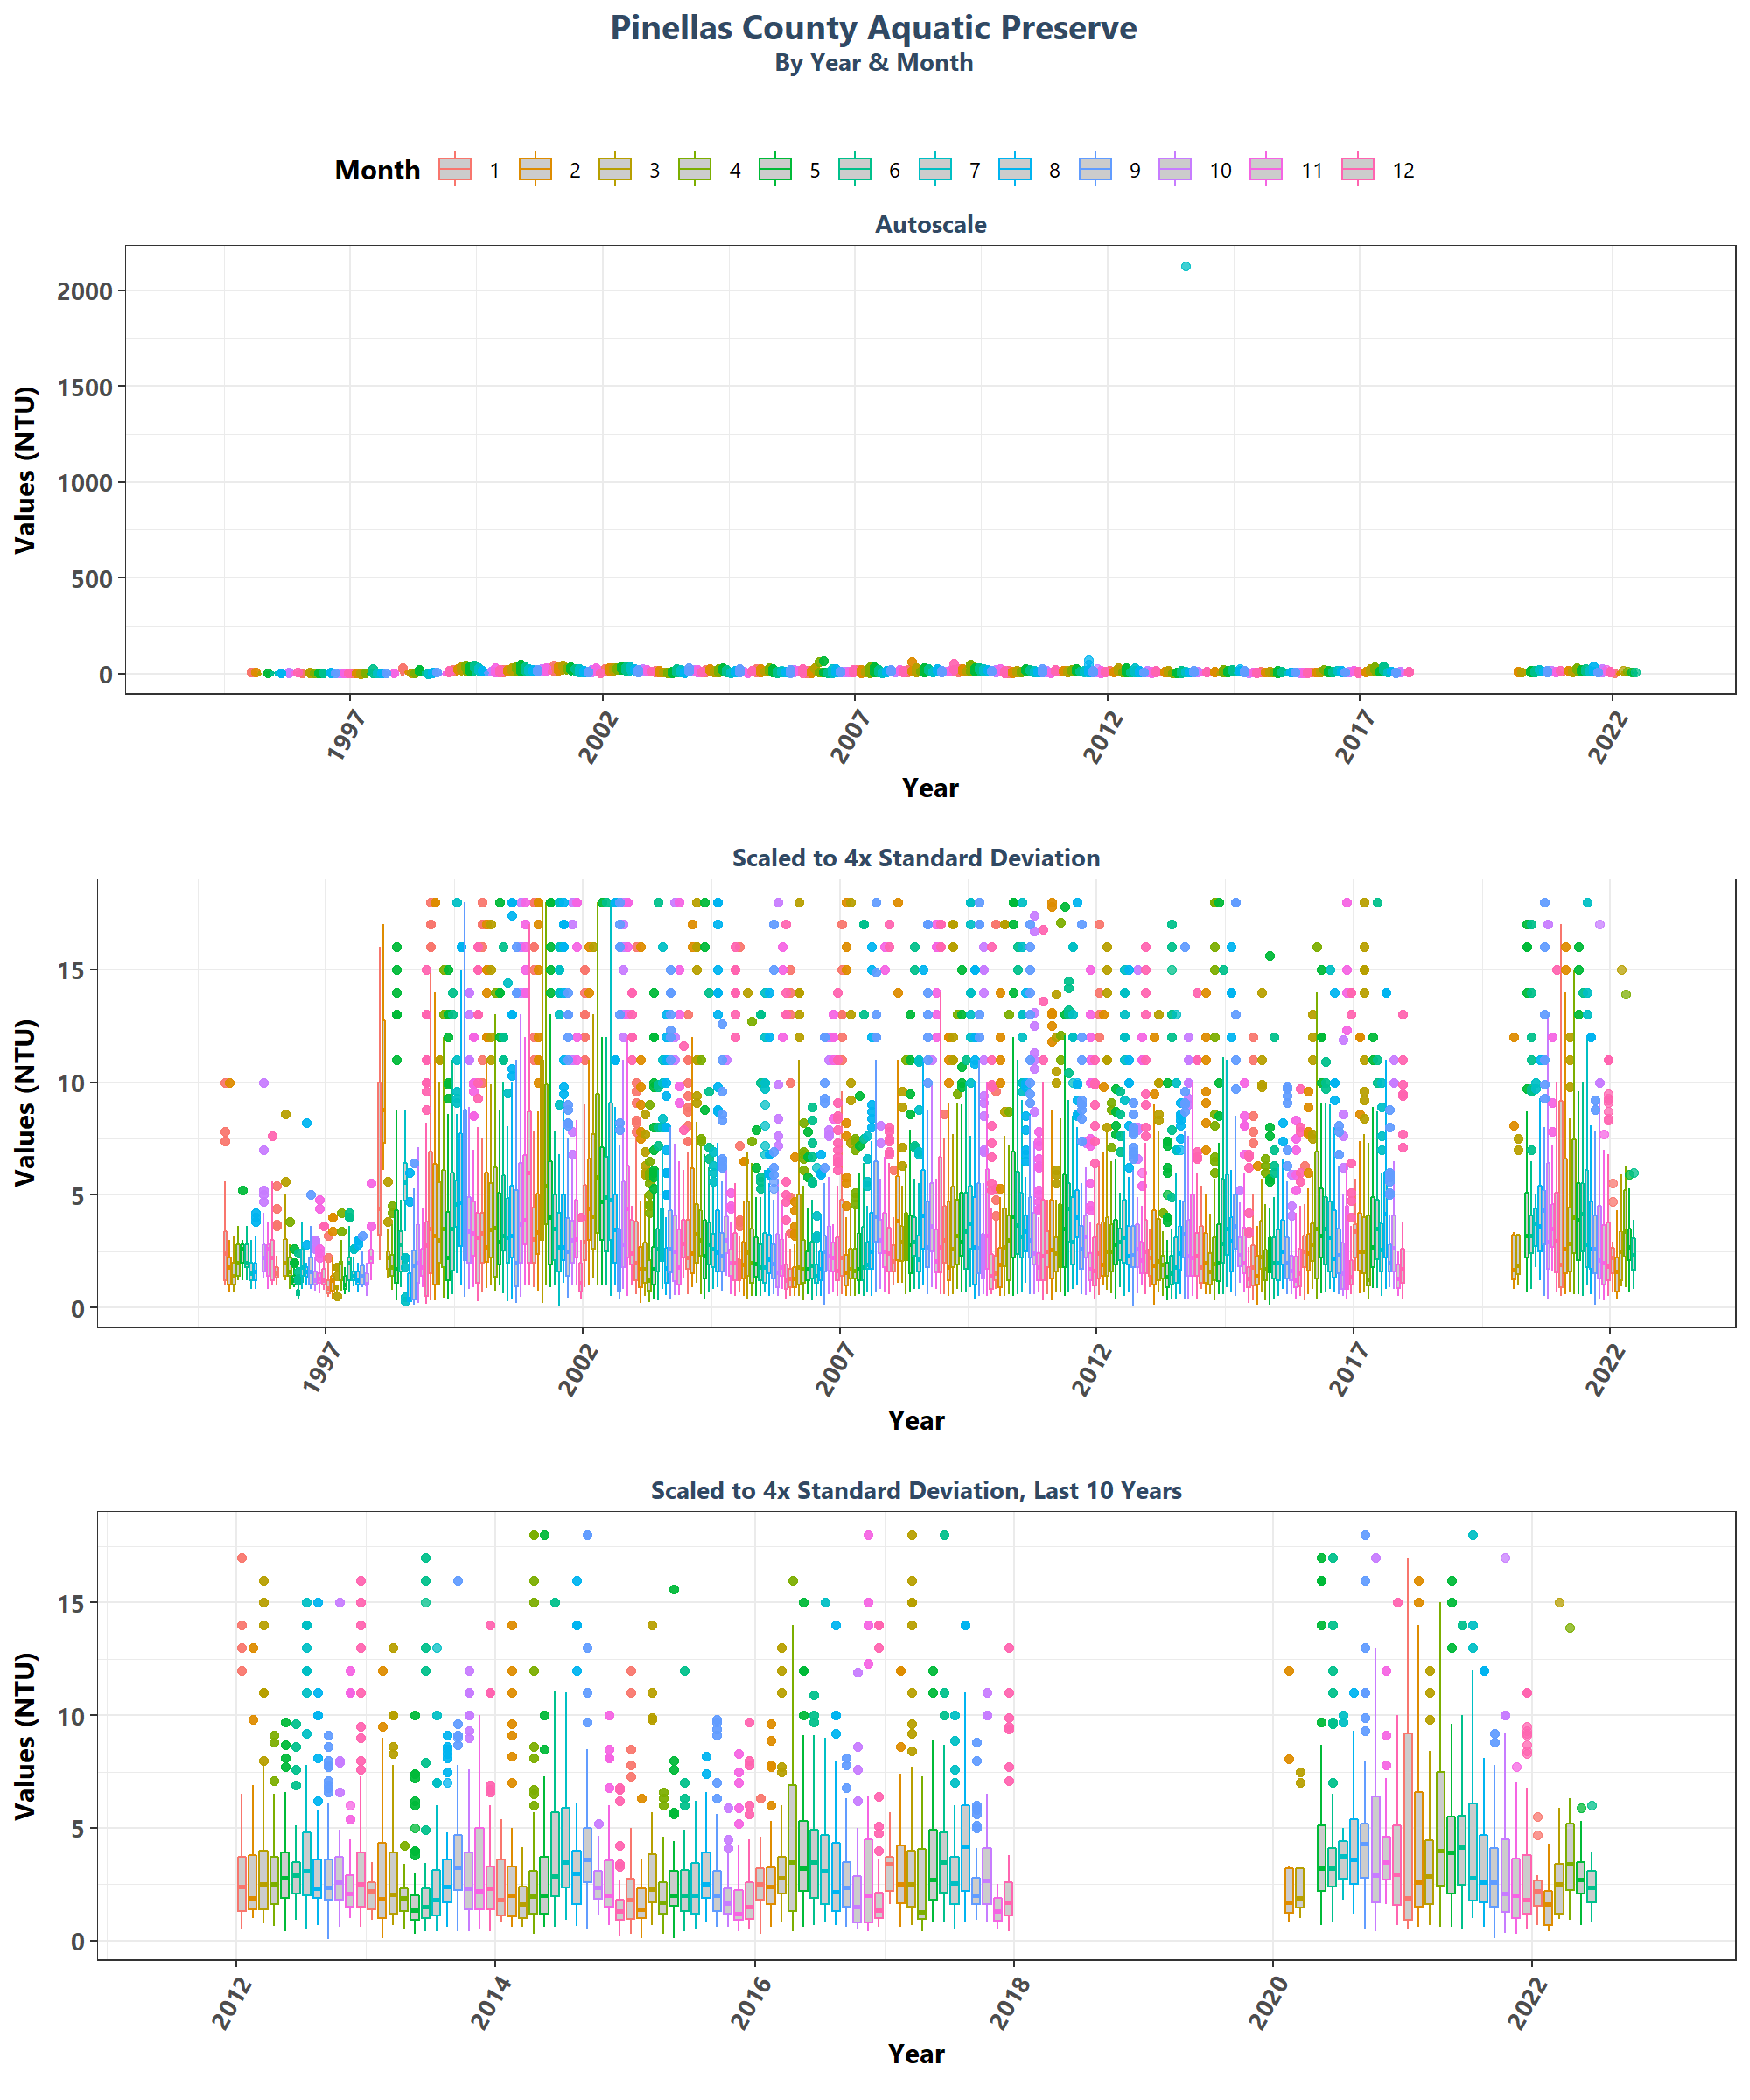 Pinellas County Aquatic Preserve
By Year & Month
Month 1 2 3 4 5 6 7 8 9 10 11 12
Autoscale
Values (NTU)
2000
1500
1000
500
0
1997 2002 2007 2012 2017 2022
Year
Scaled to 4x Standard Deviation
Values (NTU)
15
10
5
0
1997 2002 2007 2012 2017 2022
Year
Scaled to 4x Standard Deviation, Last 10 Years
Values (NTU)
15
10
5
0
2012 2014 2016 2018 2020 2022
Year